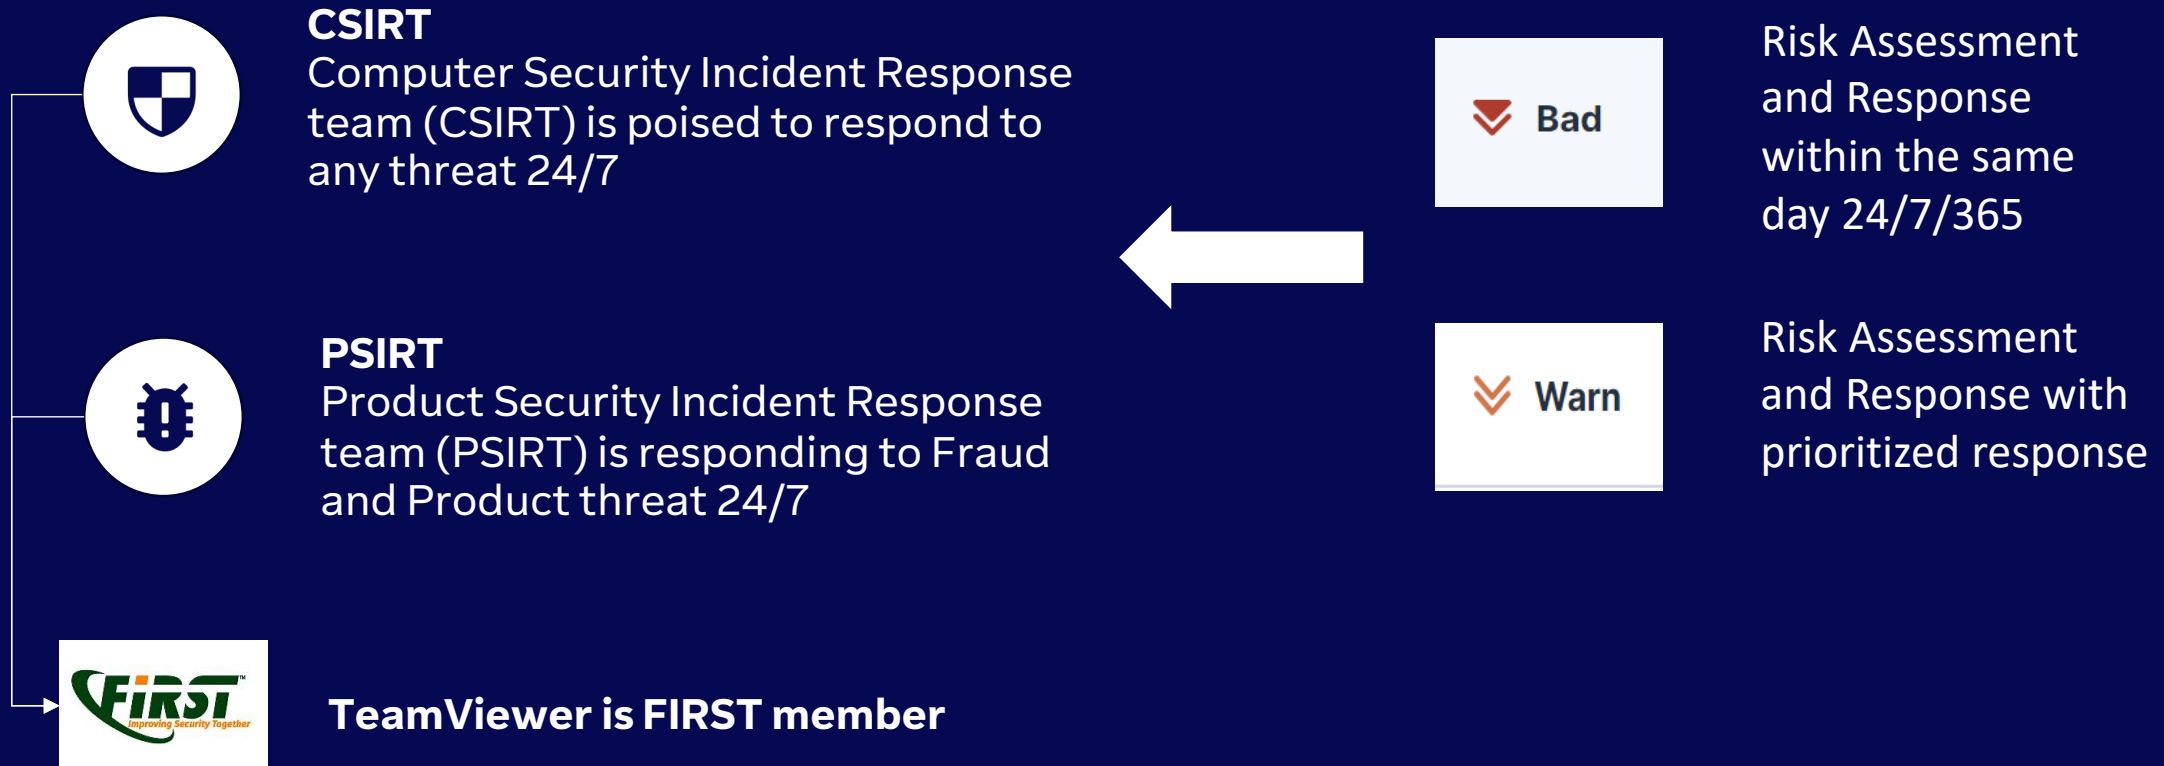 CSIRT
Computer Security Incident Response
team (CSIRT) is poised to respond to
any threat 24/7
PSIRT
Product Security Incident Response
team (PSIRT) is responding to Fraud
and Product threat 24/7
FiRST™
Improving Security Together
TeamViewer is FIRST member
Bad
Risk Assessment
and Response
within the same
day 24/7/365
Warn
Risk Assessment
and Response with
prioritized response